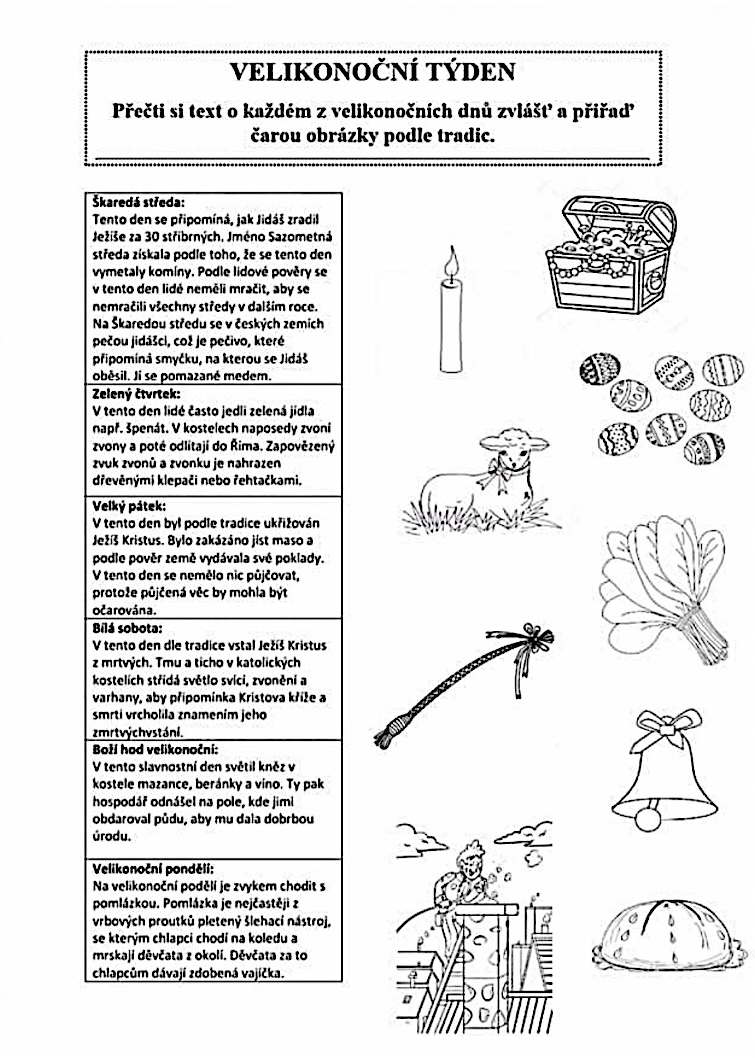 VELIKONOČNÍ TÝDEN
Přečti si text o každém z velikonočních dnů zvlášť a přiřaď
čarou obrázky podle tradic.
Škaredá středa:
Tento den se připomíná, jak Jidáš zradil
Ježíše za 30 stříbrných. Jméno Sazometná
středa získala podle toho, že se tento den
vymetaly komíny. Podle lidové pověry se
v tento den lidé neměli mračit, aby se
nemračili všechny středy v dalším roce.
Na Škaredou středu se v českých zemích
pečou jidášci, což je pečivo, které
připomíná smyčku, na kterou se Jidáš
oběsil. Jí se pomazané medem.
Zelený čtvrtek:
V tento den lidé často jedli zelená jídla
např. špenát. V kostelech naposedy zvoní
zvony a poté odlítají do Říma. Zapovězený
zvuk zvonů a zvonku je nahrazen
dřevěnými klepači nebo řehtačkami.
Velký pátek:
V tento den byl podle tradice ukřižován
Ježíš Kristus. Bylo zakázáno jíst maso a
podle pověr země vydávala své poklady.
V tento den se nemělo nic půjčovat,
protože půjčená věc by mohla být
očarována.
Bílá sobota:
V tento den dle tradice vstal Ježíš Kristus
z mrtvých. Tmu a ticho v katolických
kostelích střídá světlo svící, zvonění a
varhany, aby připomínka Kristova kříže a
smrti vrcholila znamením jeho
zmrtvýchvstání.
Boží hod velikonoční:
V tento slavnostní den světil kněz v
kostele mazance, beránky a víno. Ty pak
hospodář odnášel na pole, kde jimi
obdaroval půdu, aby mu dala dobrbou
úrodu.
Velikonoční pondělí:
Na velikonoční podělí je zvykem chodit s
pomlázkou. Pomlázka je nejčastěji z
vrbových proutků pletený šlehací nástroj,
se kterým chlapci chodí na koledu a
mrskají děvčata z okolí. Děvčata za to
chlapcům dávají zdobená vajíčka.